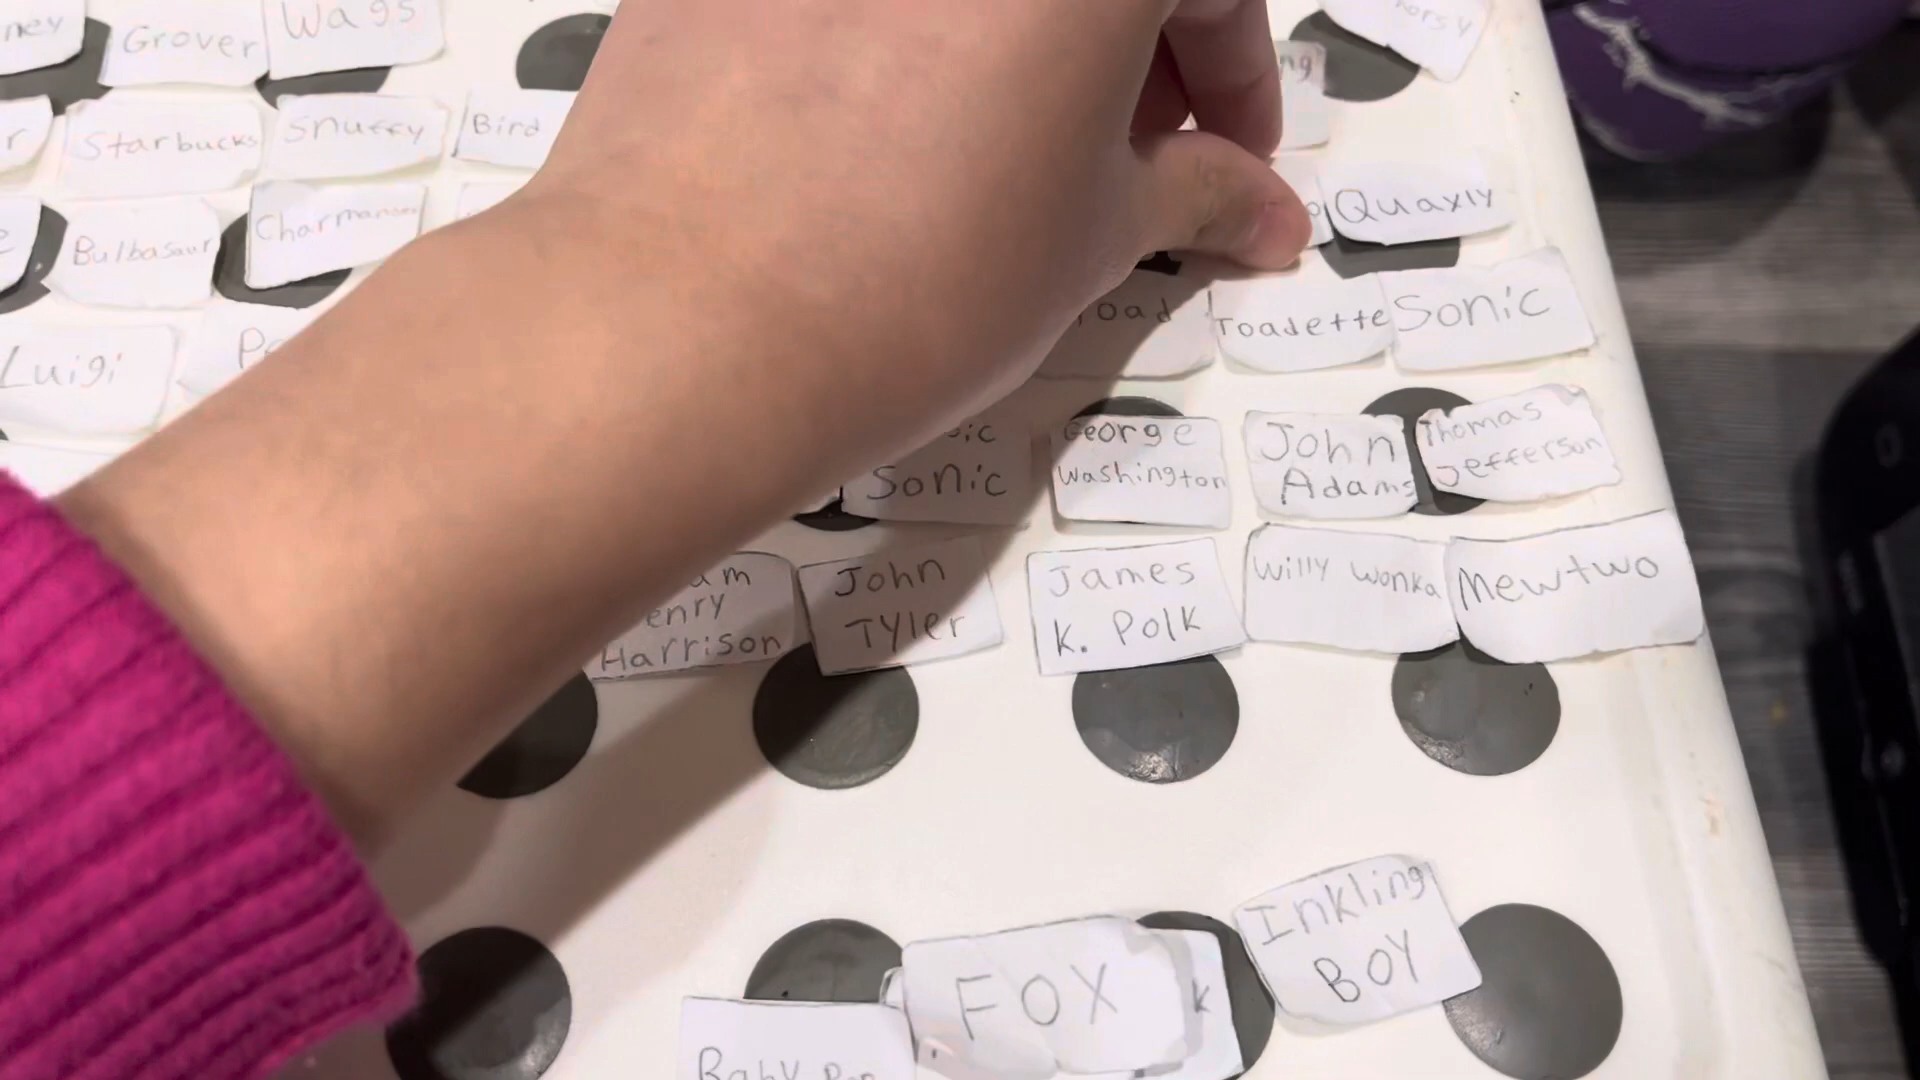 Grover
Wags
Starbucks
Snuffy
Bird
Bulbasaur
Quaxly
Luigi
Toadette
Sonic
Sonic
George
Washington
John
Adams
Thomas
Jefferson
Harrison
John
Tyler
James
K. Polk
Willy Wonka
Mewtwo
Inkling
BOY
FOX
k
Baby